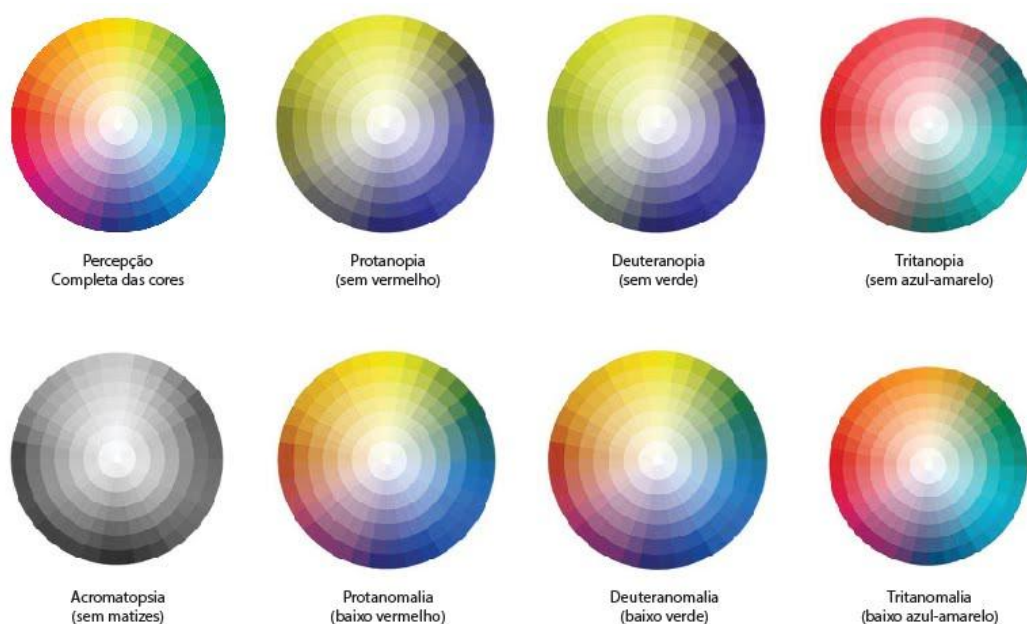 Percepção
Completa das cores
Protanopia
(sem vermelho)
Deuteranopia
(sem verde)
Tritanopia
(sem azul-amarelo)
Acromatopsia
(sem matizes)
Protanomalia
(baixo vermelho)
Deuteranomalia
(baixo verde)
Tritanomalia
(baixo azul-amarelo)